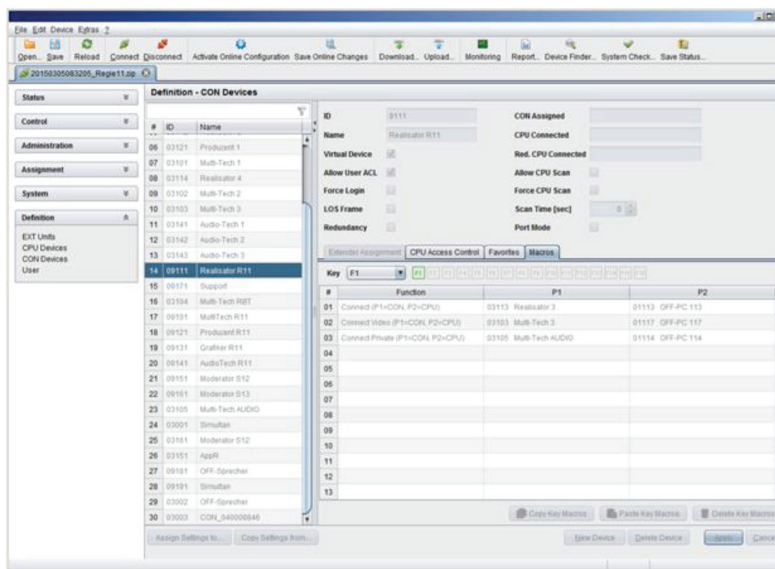 File Edit Device Extras ?
Open... Save Reload Connect Disconnect Activate Online Configuration Save Online Changes Download... Upload... Monitoring Report... Device Finder... System Check... Save Status...
20150305083205_Regie11.zip
Status
Control
Administration
Assignment
System
Definition
EXT Units
CPU Devices
CON Devices
User
Definition - CON Devices
# ID Name
06 03121 Produzent 1
07 03101 Multi-Tech 1
08 03114 Realisator 4
09 03102 Multi-Tech 2
10 03103 Multi-Tech 3
11 03141 Audio-Tech 1
12 03142 Audio-Tech 2
13 03143 Audio-Tech 3
14 09111 Realisator R11
15 00171 Support
16 03104 Multi-Tech RBT
17 09101 MultiTech R11
18 09121 Produzent R11
19 09131 Grafiker R11
20 09141 AudioTech R11
21 09151 Moderator S12
22 09161 Moderator S13
23 03105 Multi-Tech AUDIO
24 03001 Simultan
25 03161 Moderator S12
26 03151 AppR
27 09181 OFF-Sprecher
28 09191 Simultan
29 03002 OFF-Sprecher
30 03003 CON_040008846
Assign Settings to... Copy Settings from...
ID 9111 CON Assigned
Name Realisator R11 CPU Connected
Virtual Device Red. CPU Connected
Allow User ACL Allow CPU Scan
Force Login Force CPU Scan
LOS Frame Scan Time [sec] 0
Redundancy Port Mode
Extender Assignment CPU Access Control Favorites Macros
Key F1 F1
# Function P1 P2
01 Connect (P1=CON, P2=CPU) 03113 Realisator 3 01113 OFF-PC 113
02 Connect Video (P1=CON, P2=CPU) 03103 Multi-Tech 3 01117 OFF-PC 117
03 Connect Private (P1=CON, P2=CPU) 03105 Multi-Tech AUDIO 01114 OFF-PC 114
04
05
06
07
08
09
10
11
12
13
Copy Key Macros Paste Key Macros Delete Key Macros
New Device Delete Device Apply Cance